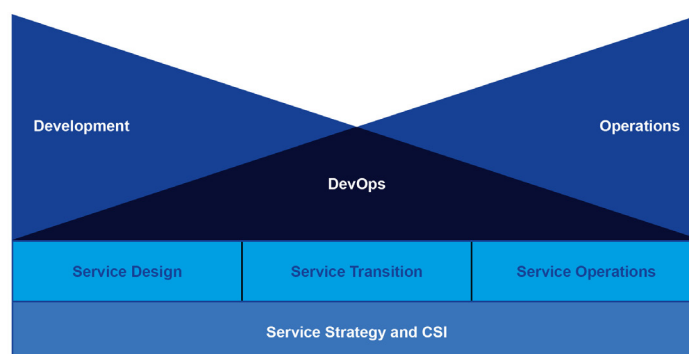 Development
Operations
DevOps
Service Design
Service Transition
Service Operations
Service Strategy and CSI